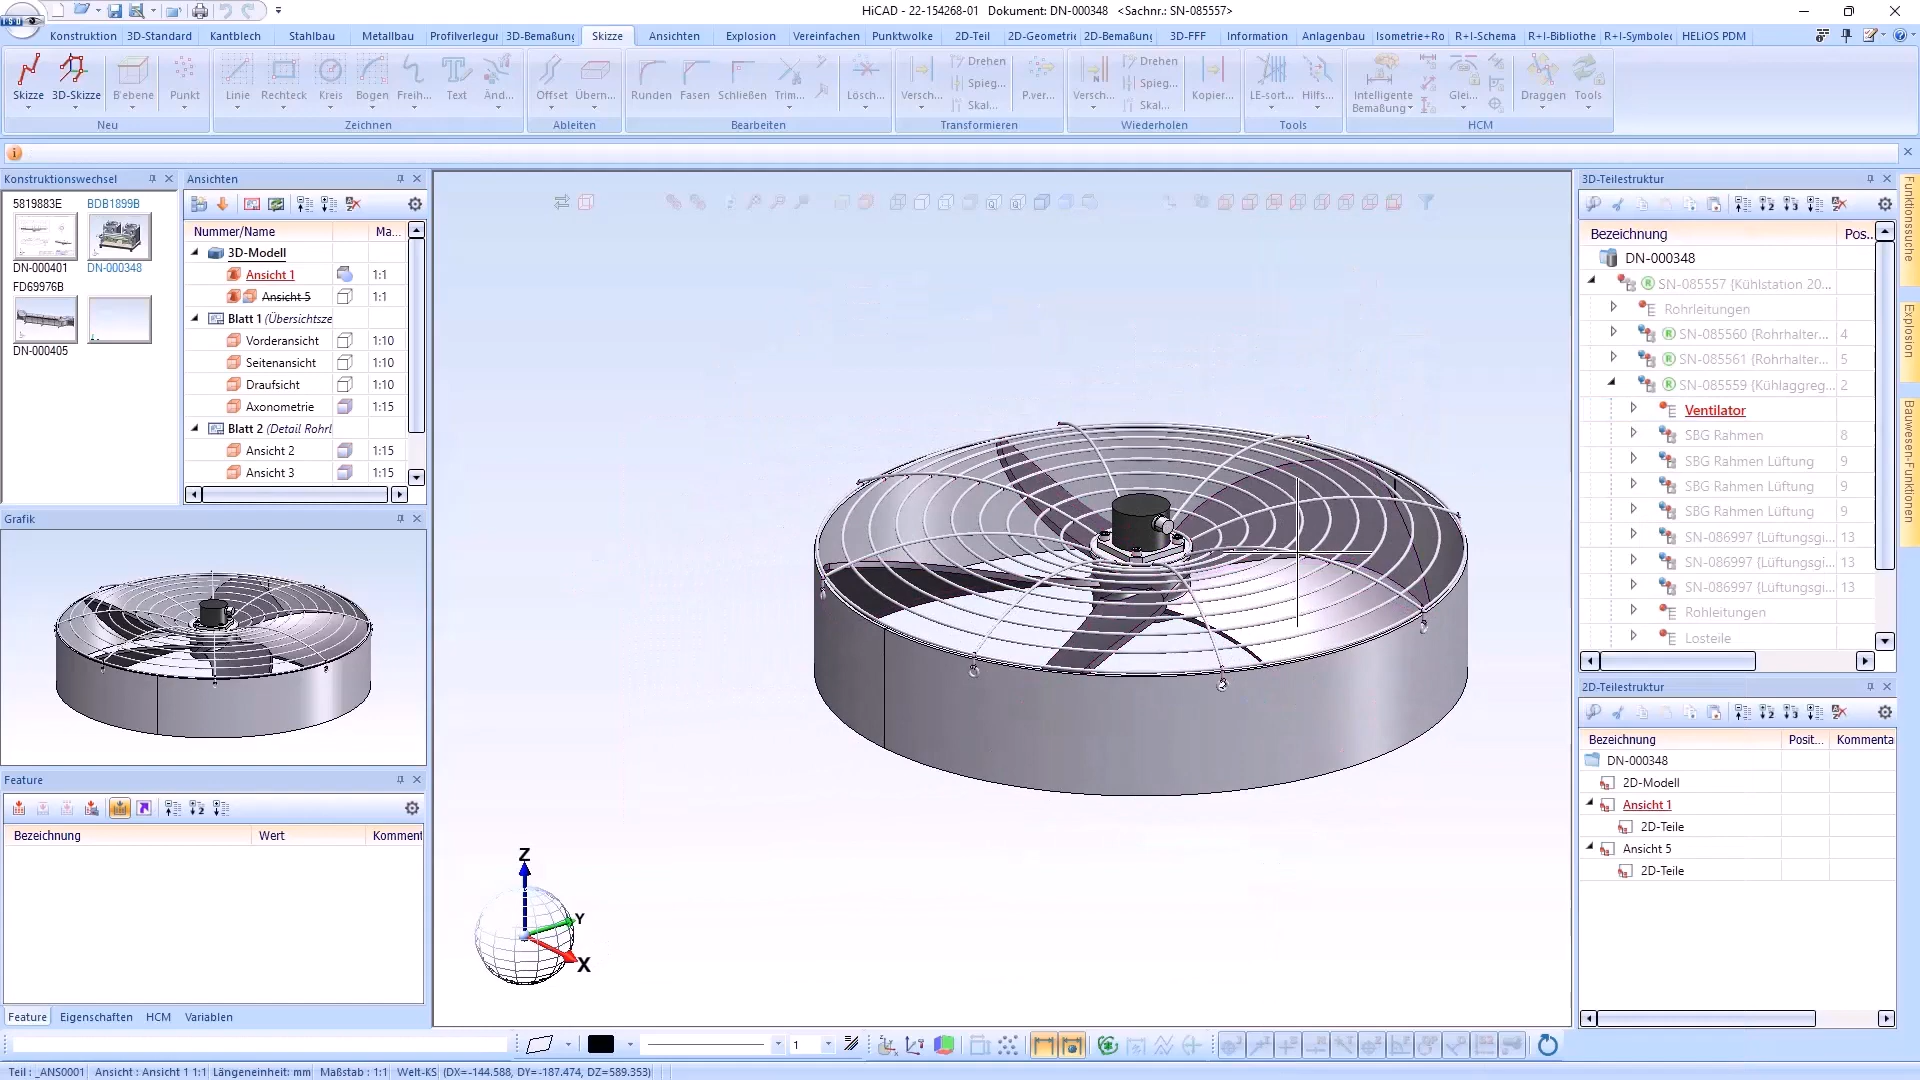 HiCAD - 22-154268-01   Dokument: DN-000348   <Sachnr.: SN-085557>
Konstruktion 3D-Standard Kantblech Stahlbau Metallbau Profilverlegur 3D-Bemaßung Skizze Ansichten Explosion Vereinfachen Punktwolke 2D-Teil 2D-Geometrie 2D-Bemaßung 3D-FFF Information Anlagenbau Isometrie+Ro R+I-Schema R+I-Bibliothe R+I-Symbolec HELiOS PDM
Skizze 3D-Skizze B'ebene Punkt Linie Rechteck Kreis Bogen Freih... Text Änd... Offset Übern... Runden Fasen Schließen Trim... Lösch... Versch... Drehen Spieg... Skal... P.ver... Versch... Drehen Spieg... Skal... Kopier... LE-sort... Hilfs... Intelligente Bemaßung Glei... Draggen Tools
Neu Zeichnen Ableiten Bearbeiten Transformieren Wiederholen Tools HCM
Konstruktionswechsel
5819883E BDB1899B
DN-000401 DN-000348
FD69976B
DN-000405
Ansichten
Nummer/Name Ma...
3D-Modell
Ansicht 1 1:1
Ansicht 5 1:1
Blatt 1 (Übersichtsze
Vorderansicht 1:10
Seitenansicht 1:10
Draufsicht 1:10
Axonometrie 1:15
Blatt 2 (Detail Rohrl
Ansicht 2 1:15
Ansicht 3 1:15
Grafik
Feature
Bezeichnung Wert Komment
Feature Eigenschaften HCM Variablen
Z
Y
X
3D-Teilestruktur
Bezeichnung Pos...
DN-000348
SN-085557 {Kühlstation 20...
Rohrleitungen
SN-085560 {Rohrhalter... 4
SN-085561 {Rohrhalter... 5
SN-085559 {Kühlaggreg... 2
Ventilator
SBG Rahmen 8
SBG Rahmen Lüftung 9
SBG Rahmen Lüftung 9
SBG Rahmen Lüftung 9
SN-086997 {Lüftungsgi... 13
SN-086997 {Lüftungsgi... 13
SN-086997 {Lüftungsgi... 13
Rohleitungen
Losteile
2D-Teilestruktur
Bezeichnung Posit... Kommenta
DN-000348
2D-Modell
Ansicht 1
2D-Teile
Ansicht 5
2D-Teile
Funktionssuche
Explosion
Bauwesen-Funktionen
1
Teil : _ANS0001 Ansicht : Ansicht 1 1:1 Längeneinheit: mm Maßstab : 1:1 Welt-KS (DX=-144.588, DY=-187.474, DZ=589.353)